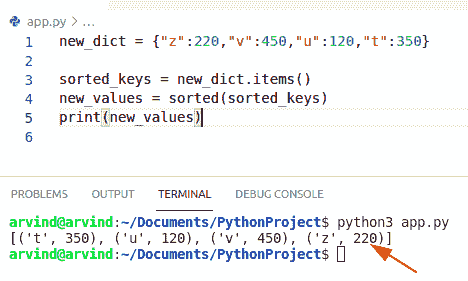 app.py > ...
1 new_dict = {"z":220,"v":450,"u":120,"t":350}
2
3 sorted_keys = new_dict.items()
4 new_values = sorted(sorted_keys)
5 print(new_values)
6
PROBLEMS OUTPUT TERMINAL DEBUG CONSOLE
arvind@arvind:~/Documents/PythonProject$ python3 app.py
[('t', 350), ('u', 120), ('v', 450), ('z', 220)]
arvind@arvind:~/Documents/PythonProject$